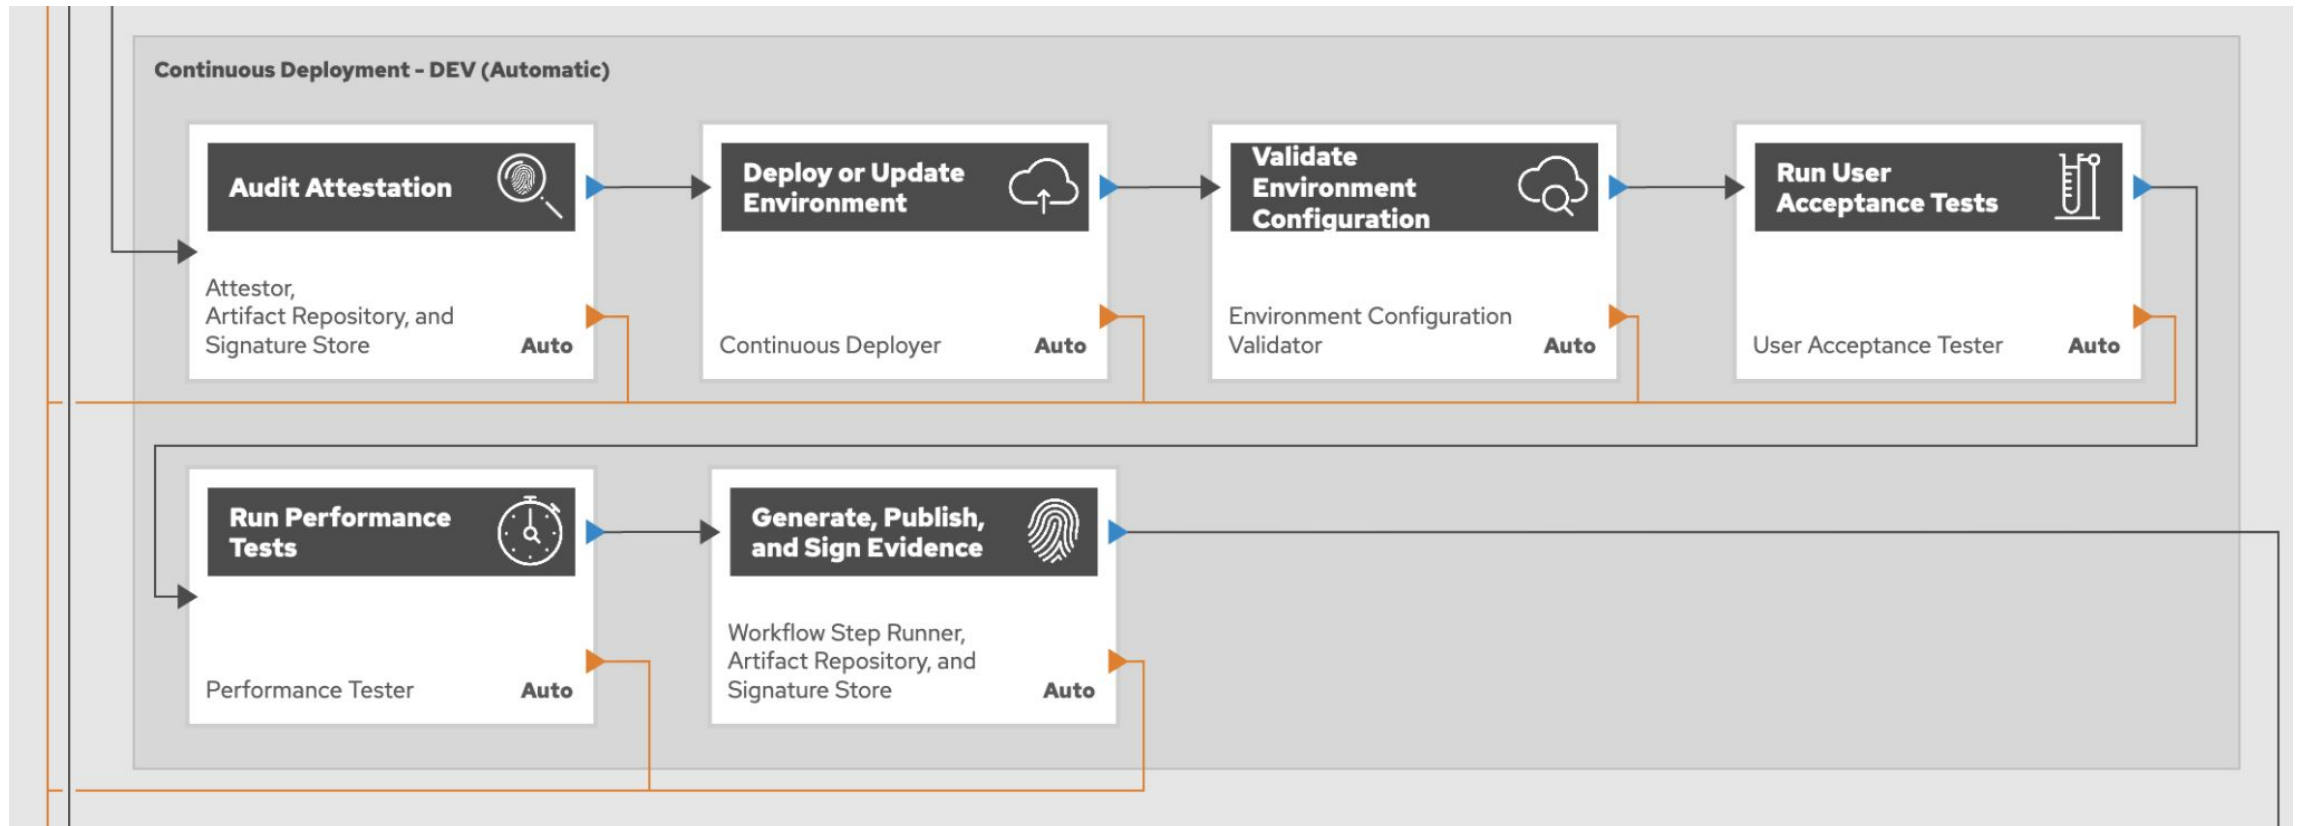 Continuous Deployment - DEV (Automatic)
Audit Attestation
Attestor,
Artifact Repository, and
Signature Store
Auto
Deploy or Update
Environment
Continuous Deployer
Auto
Validate
Environment
Configuration
Environment Configuration
Validator
Auto
Run User
Acceptance Tests
User Acceptance Tester
Auto
Run Performance
Tests
Performance Tester
Auto
Generate, Publish,
and Sign Evidence
Workflow Step Runner,
Artifact Repository, and
Signature Store
Auto